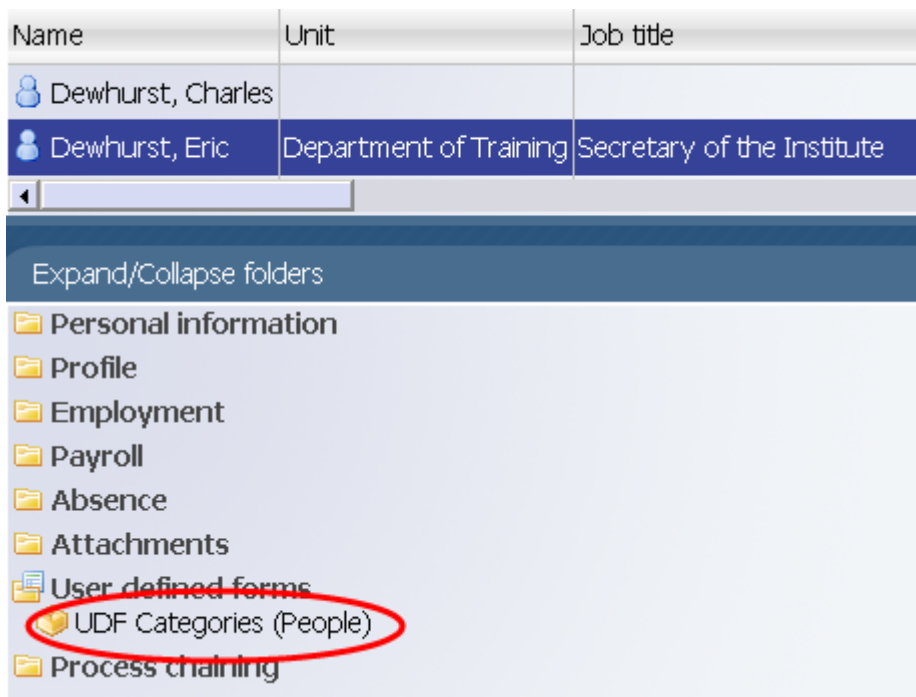 Name Unit Job title
Dewhurst, Charles
Dewhurst, Eric Department of Training Secretary of the Institute
Expand/Collapse folders
Personal information
Profile
Employment
Payroll
Absence
Attachments
User defined forms
UDF Categories (People)
Process chaining